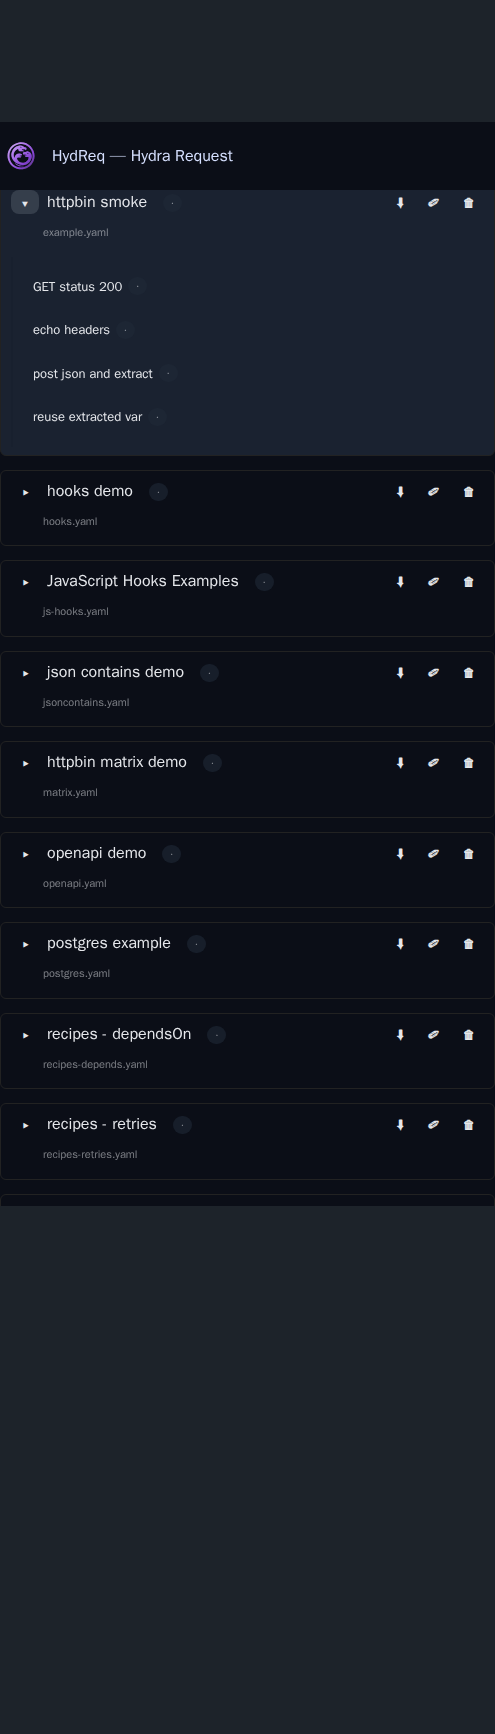 HydReq — Hydra Request
httpbin smoke
example.yaml
GET status 200
echo headers
post json and extract
reuse extracted var
hooks demo
hooks.yaml
JavaScript Hooks Examples
js-hooks.yaml
json contains demo
jsoncontains.yaml
httpbin matrix demo
matrix.yaml
openapi demo
openapi.yaml
postgres example
postgres.yaml
recipes - dependsOn
recipes-depends.yaml
recipes - retries
recipes-retries.yaml